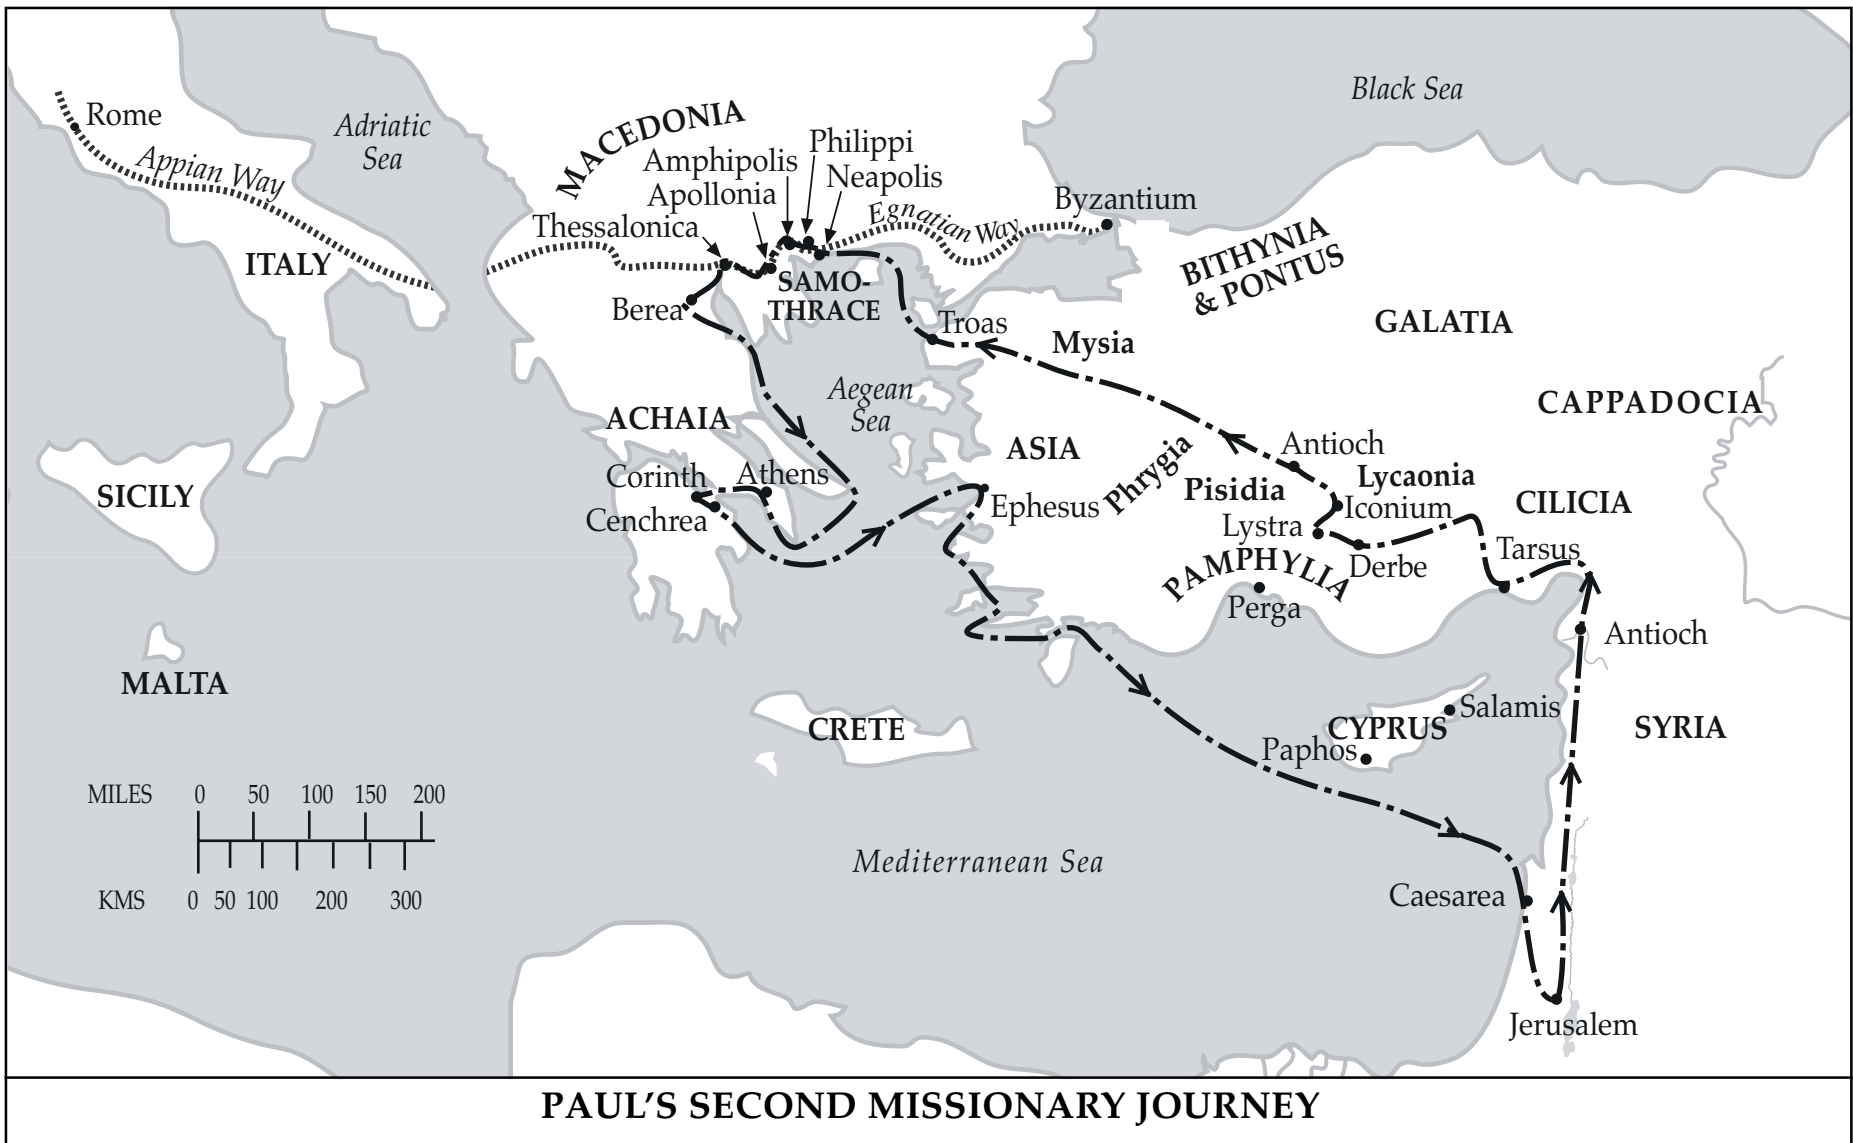 Black Sea
Rome
Adriatic
Sea
Appian Way
MACEDONIA
Philippi
Amphipolis
Neapolis
Apollonia
Thessalonica
Egnatian Way
Byzantium
ITALY
BITHYNIA
& PONTUS
SAMO-
THRACE
Berea
Troas
Mysia
GALATIA
Aegean
Sea
CAPPADOCIA
ACHAIA
ASIA
Phrygia
Antioch
Lycaonia
Pisidia
Iconium
CILICIA
Corinth
Athens
SICILY
Cenchrea
Ephesus
Lystra
Derbe
Tarsus
PAMPHYLIA
Perga
Antioch
MALTA
CRETE
CYPRUS
Salamis
Paphos
SYRIA
MILES 0 50 100 150 200
KMS 0 50 100 200 300
Mediterranean Sea
Caesarea
Jerusalem
PAUL'S SECOND MISSIONARY JOURNEY